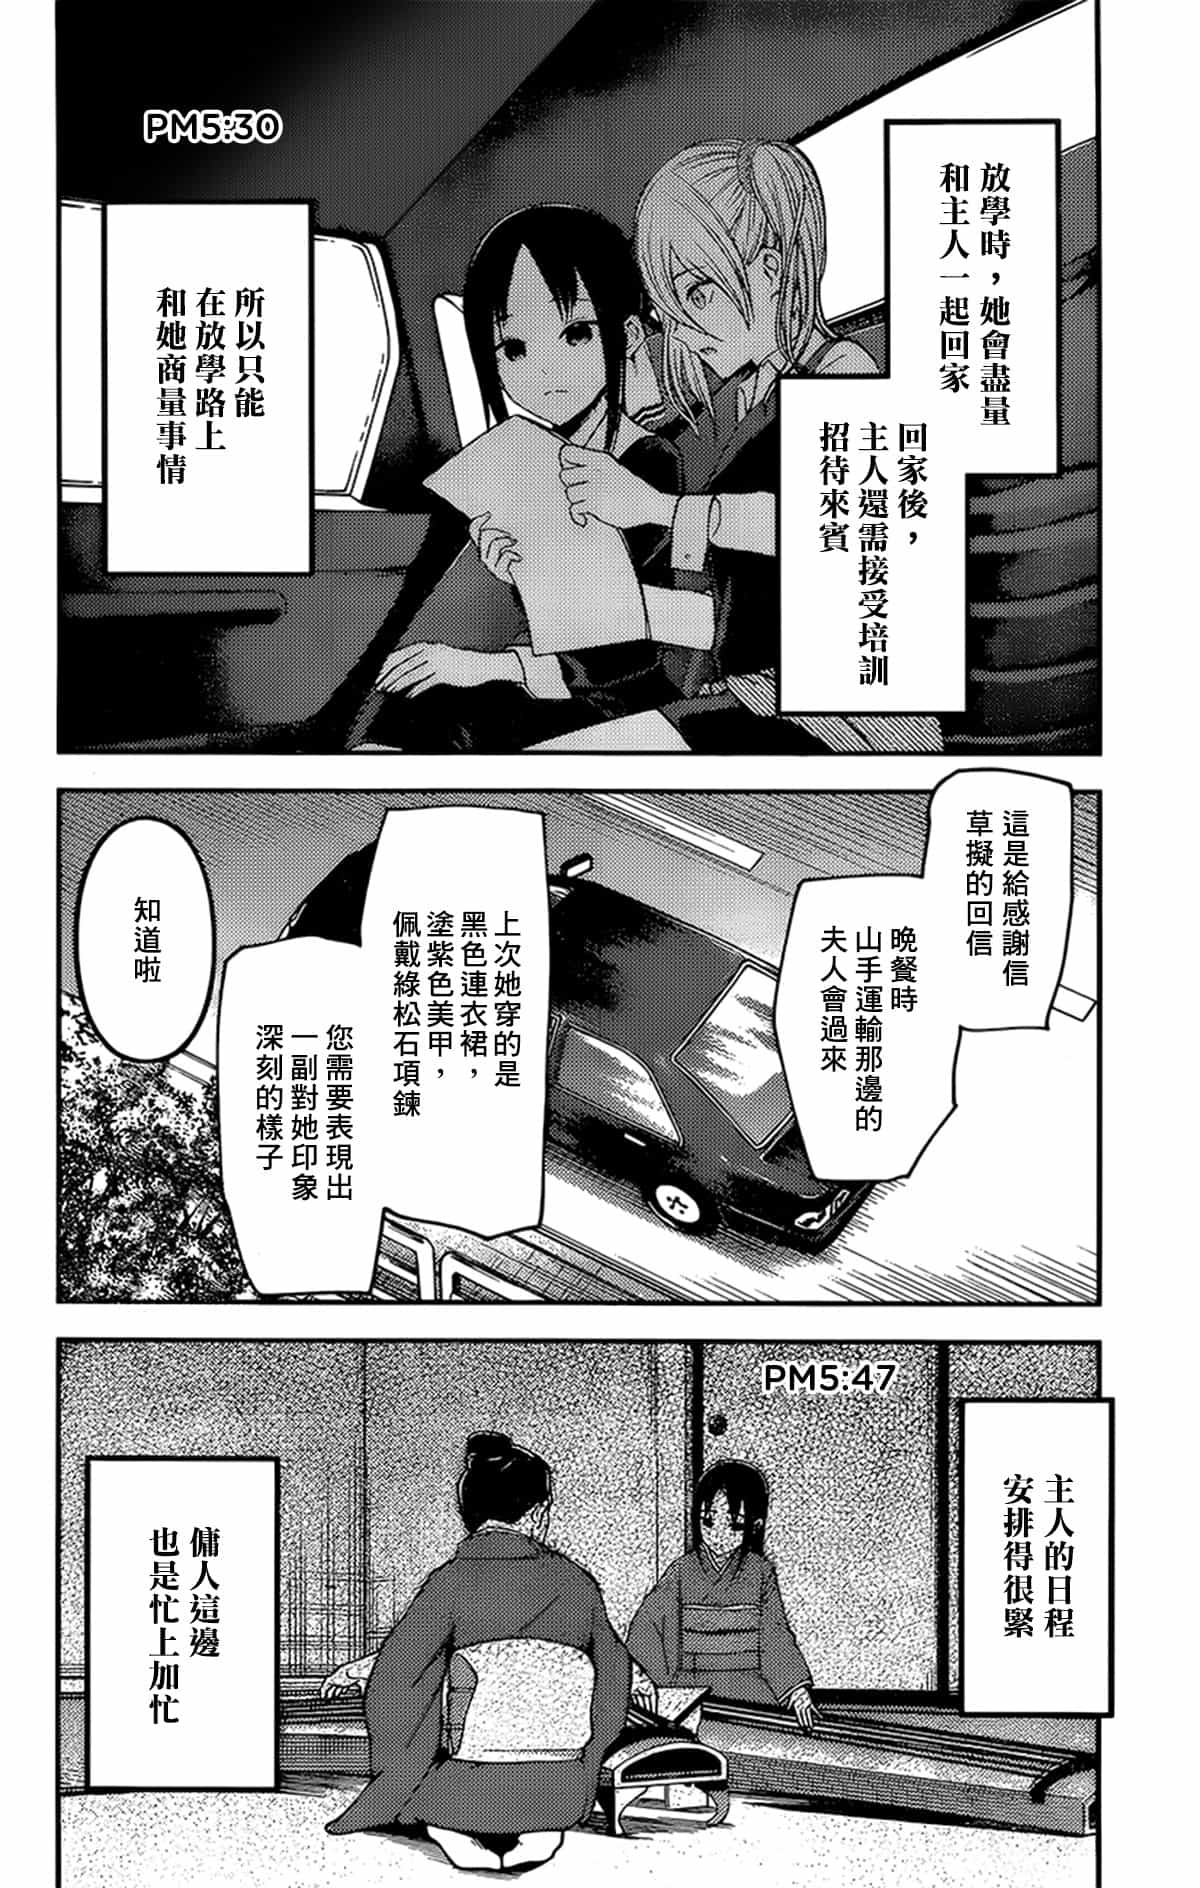 PM5:30
放學時，她會盡量
和主人一起回家
回家後，
主人還需接受培訓
招待來賓
所以只能
在放學路上
和她商量事情
這是給感謝信
草擬的回信
晚餐時
山手運輸那邊的
夫人會過來
上次她穿的是
黑色連衣裙，
塗紫色美甲，
佩戴綠松石項鍊
您需要表現出
一副對她印象
深刻的樣子
知道啦
PM5:47
主人的日程
安排得很緊
傭人這邊
也是忙上加忙